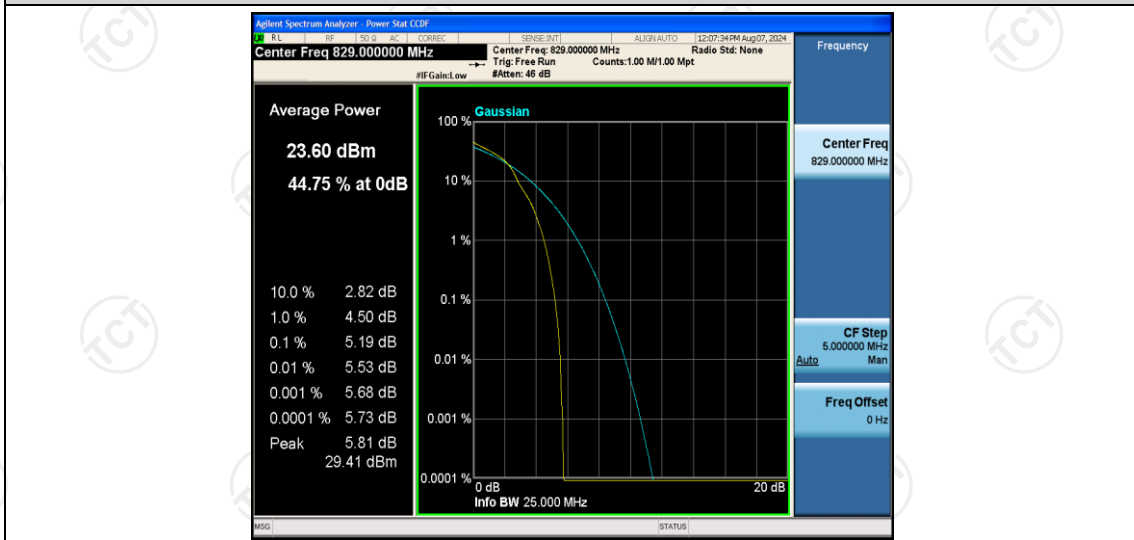 Agilent Spectrum Analyzer - Power Stat CCDF
RL RF 50 Ω AC CORREC SENSE:INT ALIGN AUTO 12:07:34 PM Aug 07, 2024
Center Freq 829.000000 MHz
Center Freq: 829.000000 MHz Radio Std: None
Trig: Free Run Counts:1.00 M/1.00 Mpt
#IFGain:Low #Atten: 46 dB
Frequency
Average Power
23.60 dBm
44.75 % at 0dB
10.0 % 2.82 dB
1.0 % 4.50 dB
0.1 % 5.19 dB
0.01 % 5.53 dB
0.001 % 5.68 dB
0.0001 % 5.73 dB
Peak 5.81 dB
29.41 dBm
Gaussian
100 %
10 %
1 %
0.1 %
0.01 %
0.001 %
0.0001 %
0 dB 20 dB
Info BW 25.000 MHz
Center Freq
829.000000 MHz
CF Step
5.000000 MHz
Auto Man
Freq Offset
0 Hz
MSG STATUS
TCT
TCT
TCT
TCT